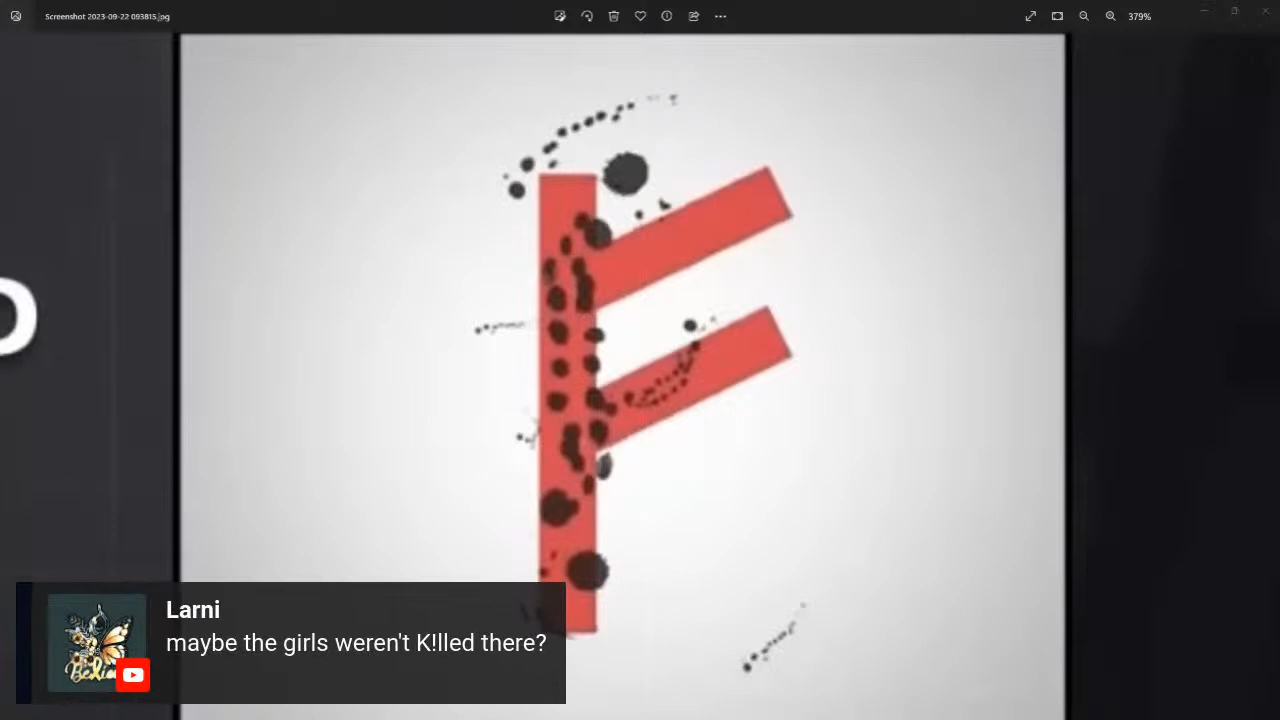 Screenshot 2023-09-22 093815.jpg
379%
O
Larni
maybe the girls weren't K!lled there?